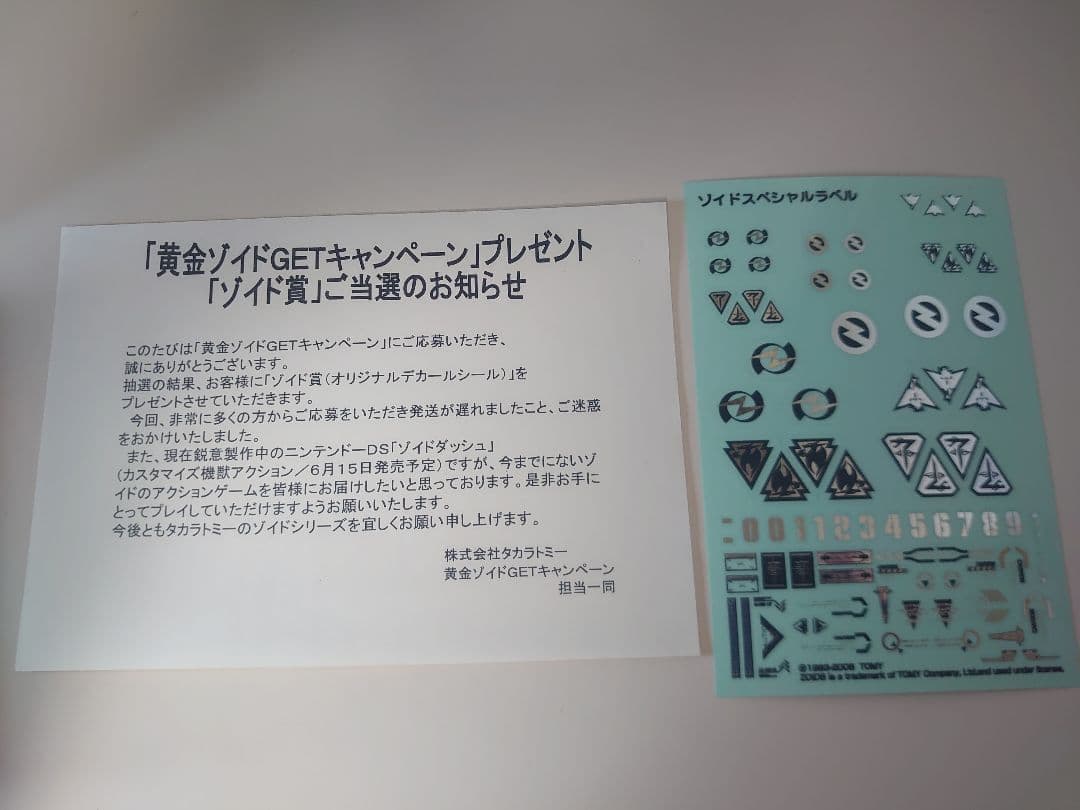 「黄金ゾイドGETキャンペーン」プレゼント
「ゾイド賞」ご当選のお知らせ
このたびは「黄金ゾイドGETキャンペーン」にご応募いただき、
誠にありがとうございます。
抽選の結果、お客様に「ゾイド賞(オリジナルデカールシール)」を
プレゼントさせていただきます。
今回、非常に多くの方からご応募をいただき発送が遅れましたこと、ご迷惑
をおかけいたしました。
また、現在鋭意製作中のニンテンドーDS「ゾイドダッシュ」
(カスタマイズ機獣アクション/6月15日発売予定)ですが、今までにないゾ
イドのアクションゲームを皆様にお届けしたいと思っております。是非お手に
とってプレイしていただけますようお願いいたします。
今後ともタカラトミーのゾイドシリーズを宜しくお願い申し上げます。
株式会社タカラトミー
黄金ゾイドGETキャンペーン
担当一同
ゾイドスペシャルラベル
0 0 1 1 2 3 4 5 6 7 8 9
TOMY
ZOIDS is a trademark of TOMY Company, Ltd.and used under license.